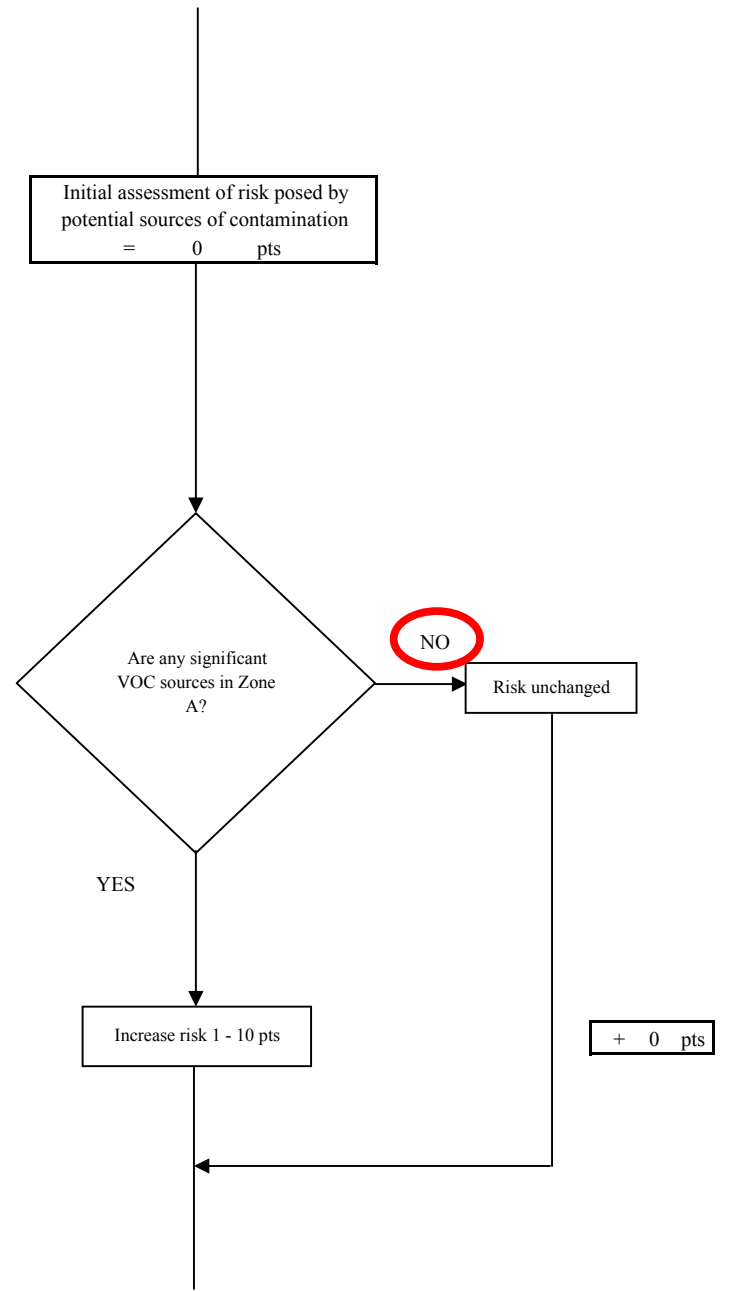 Initial assessment of risk posed by
potential sources of contamination
= 0 pts
Are any significant
VOC sources in Zone
A?
NO
Risk unchanged
YES
Increase risk 1 - 10 pts
+ 0 pts